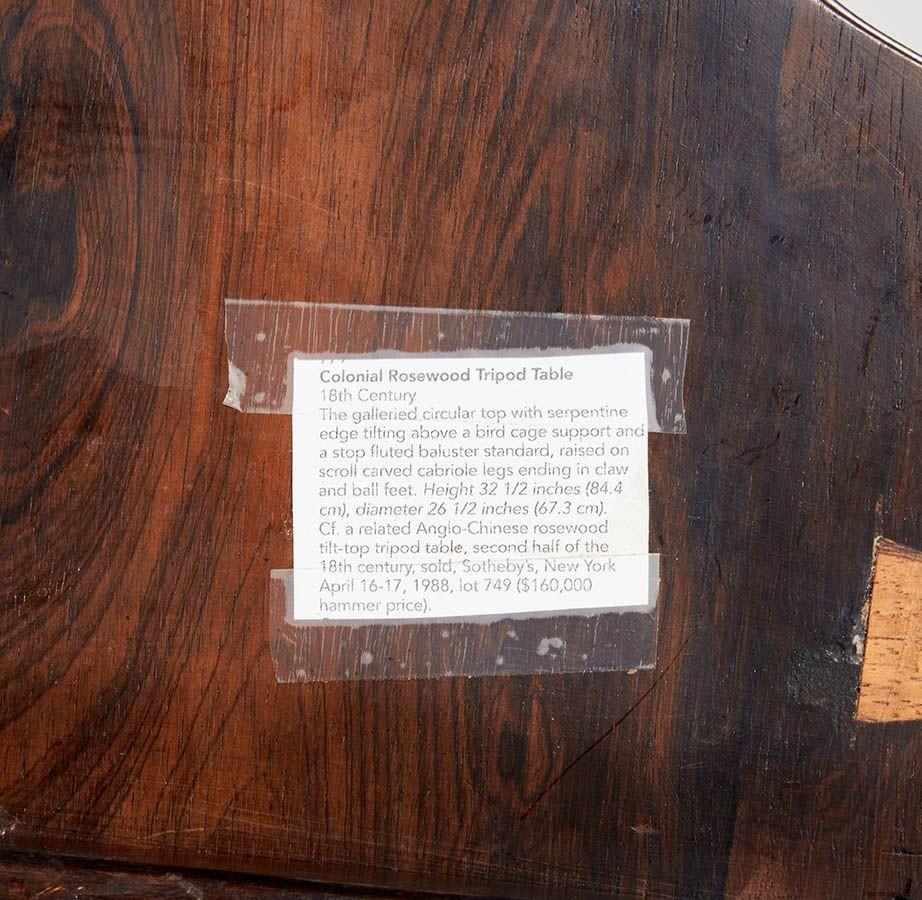 Colonial Rosewood Tripod Table
18th Century
The galleried circular top with serpentine
edge tilting above a bird cage support and
a stop fluted baluster standard, raised on
scroll carved cabriole legs ending in claw
and ball feet. Height 32 1/2 inches (84.4
cm), diameter 26 1/2 inches (67.3 cm).
Cf. a related Anglo-Chinese rosewood
tilt-top tripod table, second half of the
18th century, sold, Sotheby's, New York
April 16-17, 1988, lot 749 ($160,000
hammer price).